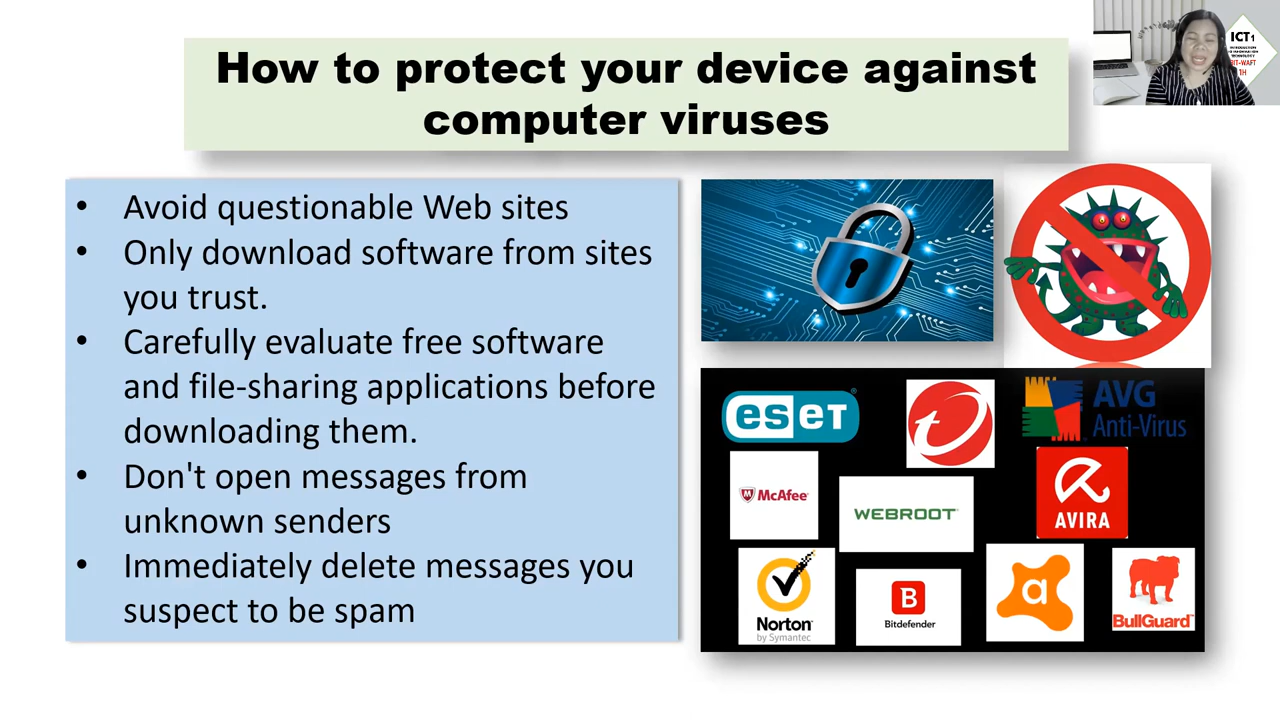 How to protect your device against
computer viruses
• Avoid questionable Web sites
• Only download software from sites
you trust.
• Carefully evaluate free software
and file-sharing applications before
downloading them.
• Don't open messages from
unknown senders
• Immediately delete messages you
suspect to be spam
ICT1
1H
eseT
AVG
Anti-Virus
McAfee
WEBROOT
AVIRA
Norton
by Symantec
B
Bitdefender
a
BullGuard